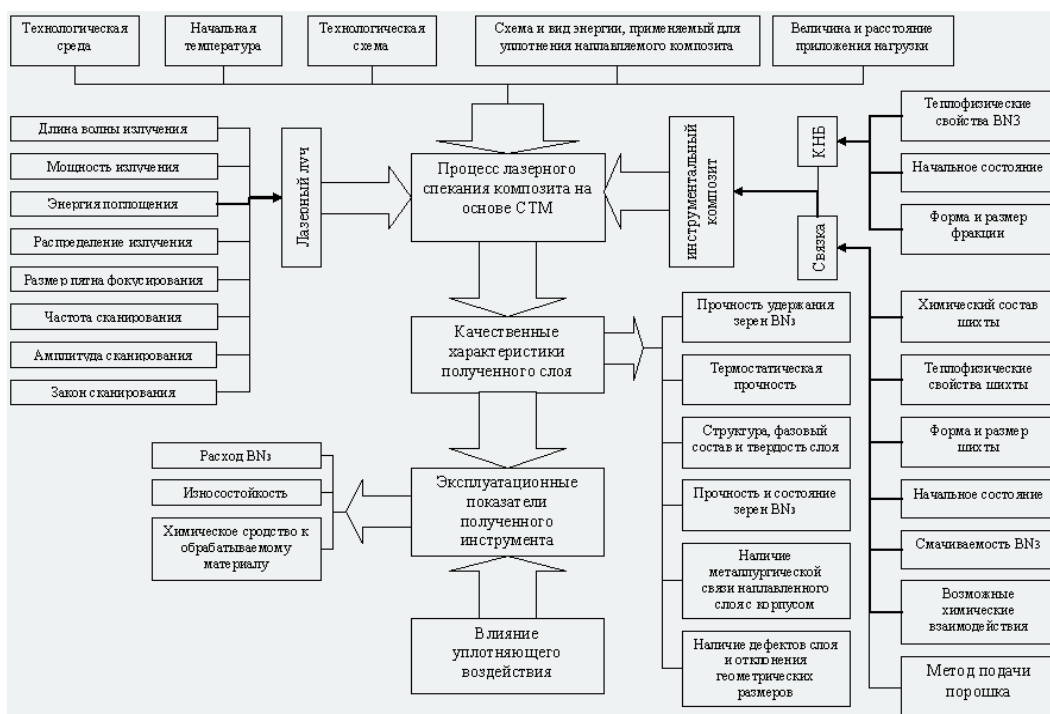 Технологическая
среда
Начальная
температура
Технологическая
схема
Схема и вид энергии, применяемый для
уплотнения наплавляемого композита
Величина и расстояние
приложения нагрузки
Длина волны излучения
Мощность излучения
Энергия поглощения
Распределение излучения
Размер пятна фокусирования
Частота сканирования
Амплитуда сканирования
Закон сканирования
Лазерный луч
Процесс лазерного
спекания композита на
основе СТМ
инструментальный
композит
КНБ
Связка
Теплофизические
свойства BN3
Начальное состояние
Форма и размер
фракции
Химический состав
шихты
Теплофизические
свойства шихты
Форма и размер
шихты
Начальное состояние
Смачиваемость BN3
Возможные
химические
взаимодействия
Метод подачи
порошка
Качественные
характеристики
полученного слоя
Прочность удержания
зерен BN3
Термостатическая
прочность
Структура, фазовый
состав и твердость слоя
Прочность и состояние
зерен BN3
Наличие
металлургической
связи наплавленного
слоя с корпусом
Наличие дефектов слоя
и отклонения
геометрических
размеров
Расход BN3
Износостойкость
Химическое сродство к
обрабатываемому
материалу
Эксплуатационные
показатели
полученного
инструмента
Влияние
уплотняющего
воздействия